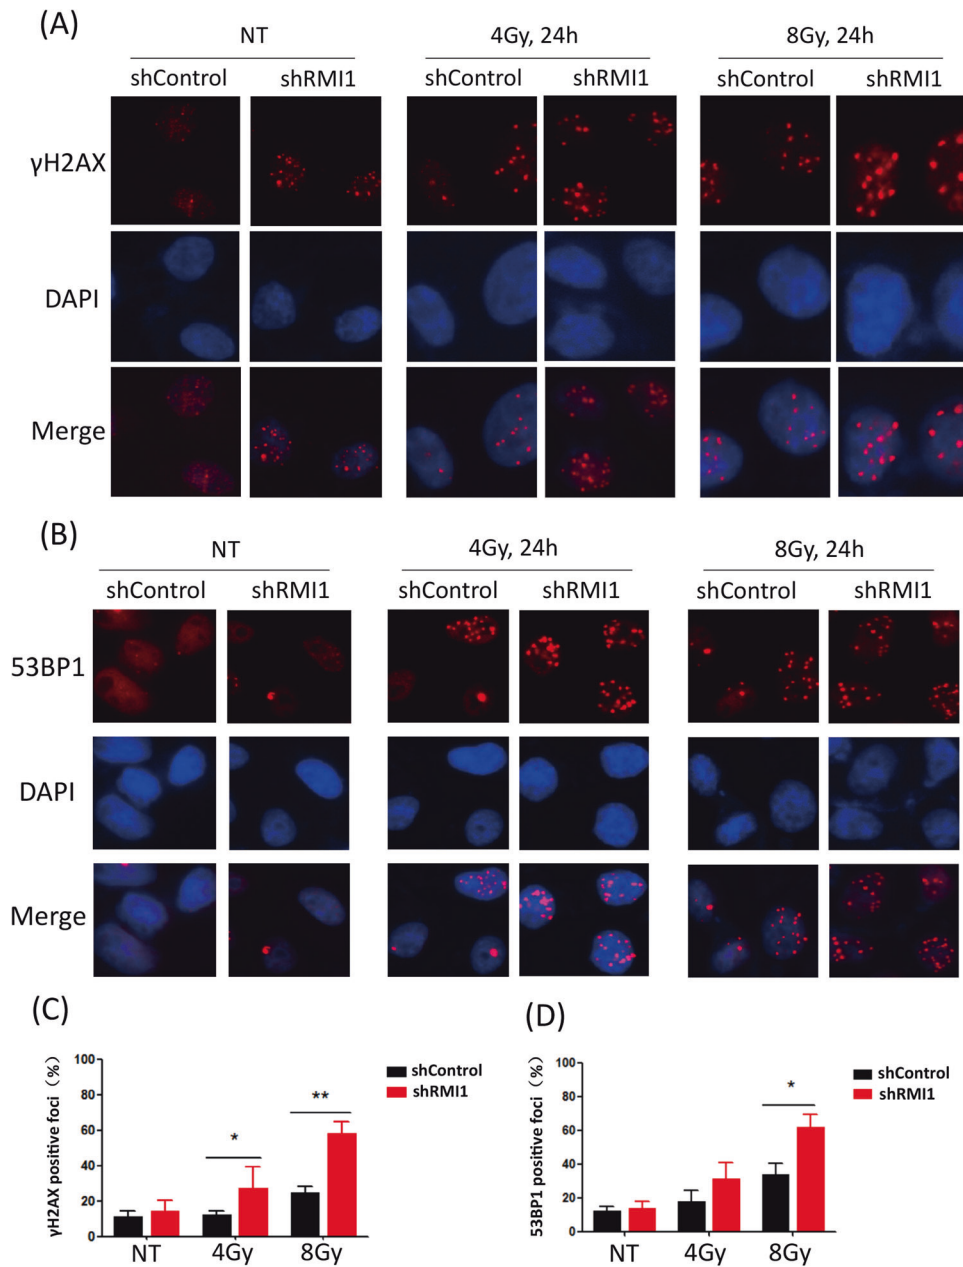 (A)
NT 4Gy, 24h 8Gy, 24h
shControl shRMI1 shControl shRMI1 shControl shRMI1
γH2AX
DAPI
Merge
(B)
NT 4Gy, 24h 8Gy, 24h
shControl shRMI1 shControl shRMI1 shControl shRMI1
53BP1
DAPI
Merge
(C)
γH2AX positive foci (%)
100
80
60
40
20
0
* **
NT 4Gy 8Gy
shControl
shRMI1
(D)
53BP1 positive foci (%)
100
80
60
40
20
0
*
NT 4Gy 8Gy
shControl
shRMI1